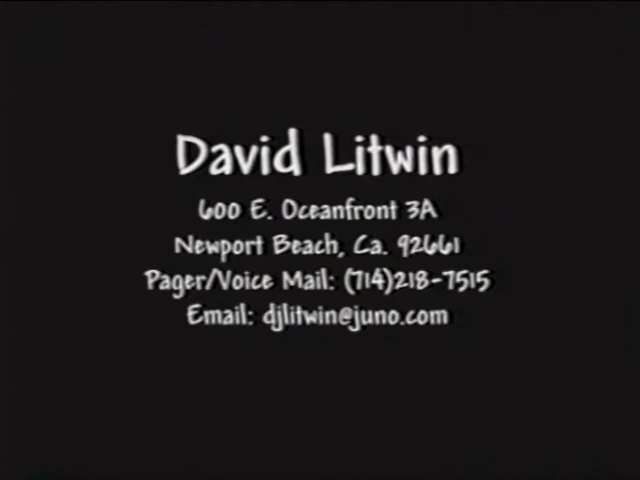 David Litwin
600 E. Oceanfront 3A
Newport Beach, Ca. 92661
Pager/Voice Mail: (714)218-7515
Email: djlitwin@juno.com